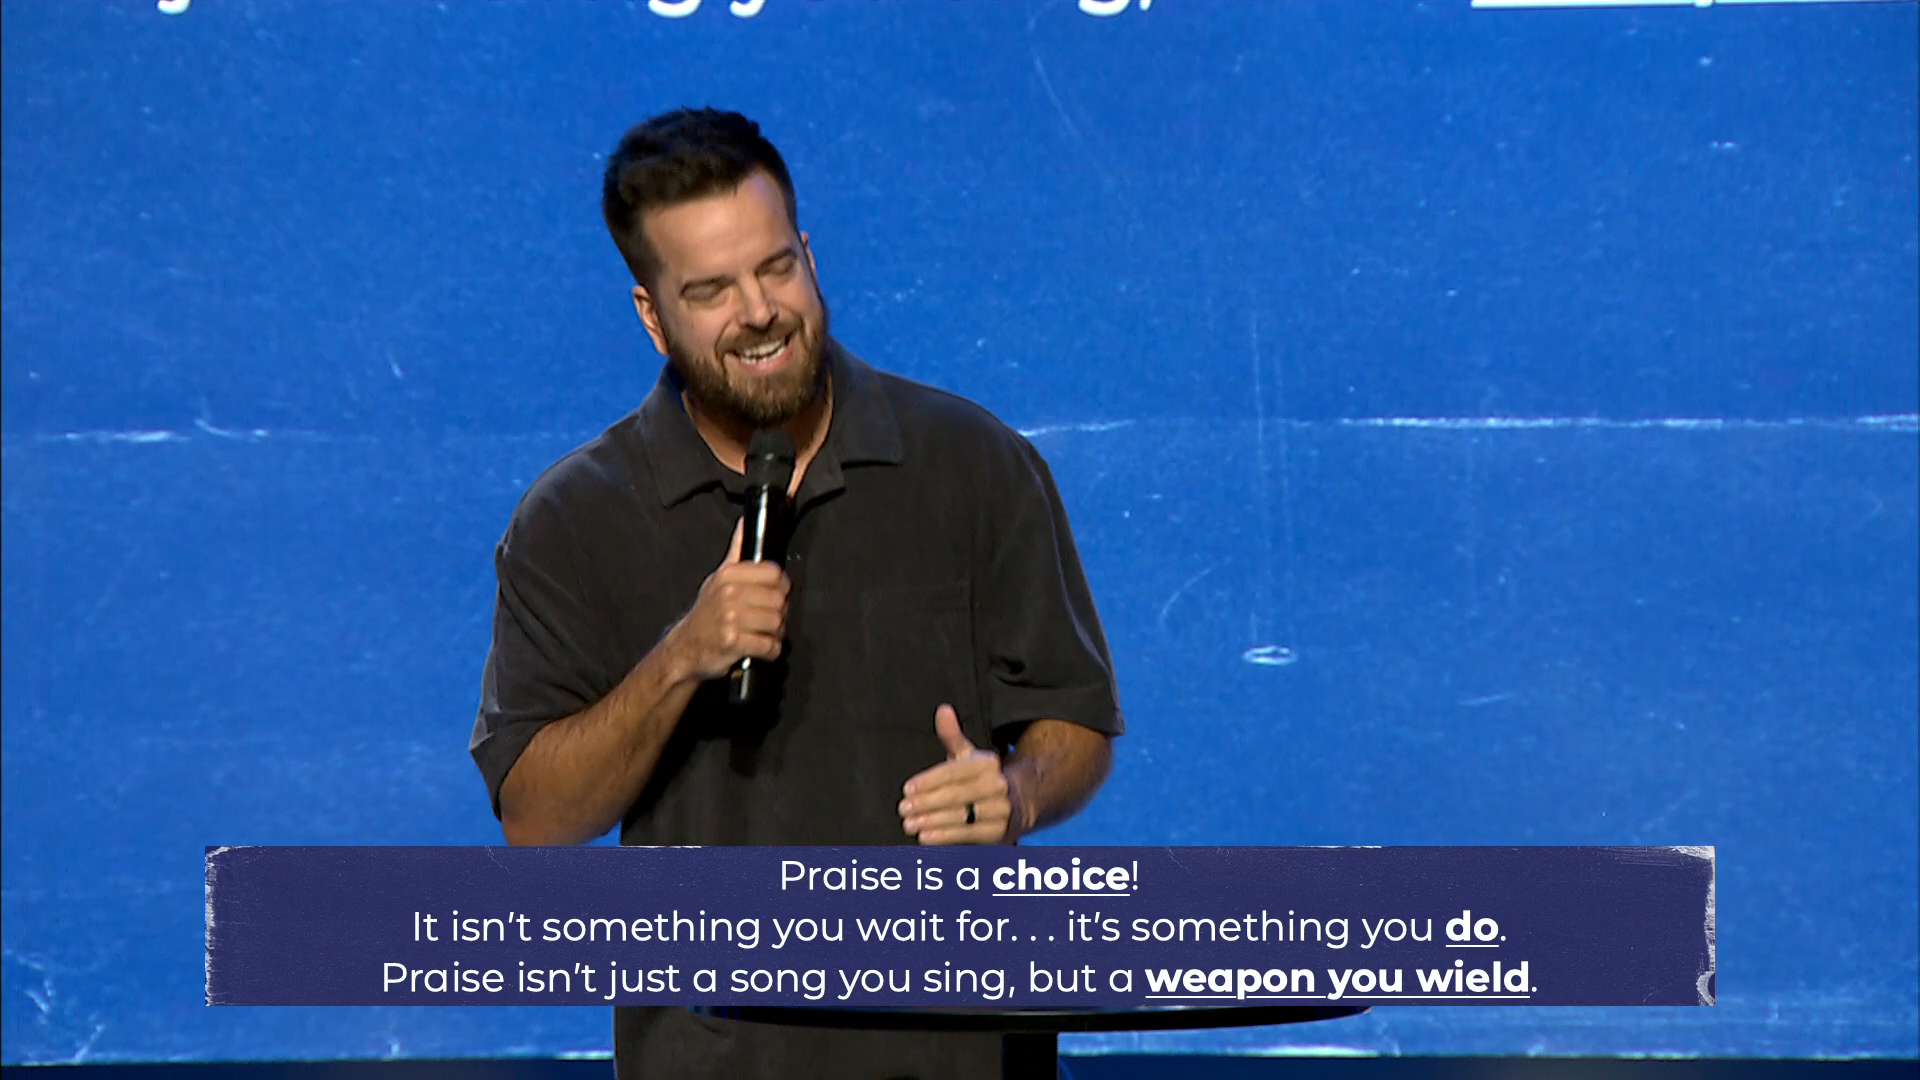 Praise is a choice!
It isn't something you wait for. . . it's something you do.
Praise isn't just a song you sing, but a weapon you wield.